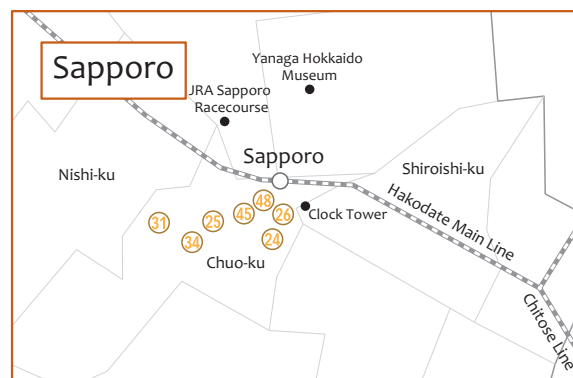 Sapporo
Yanaga Hokkaido
Museum
JRA Sapporo
Racecourse
Sapporo
Nishi-ku
Shiroishi-ku
48
31
25
45
26
Clock Tower
34
24
Chuo-ku
Hakodate Main Line
Chitose Line